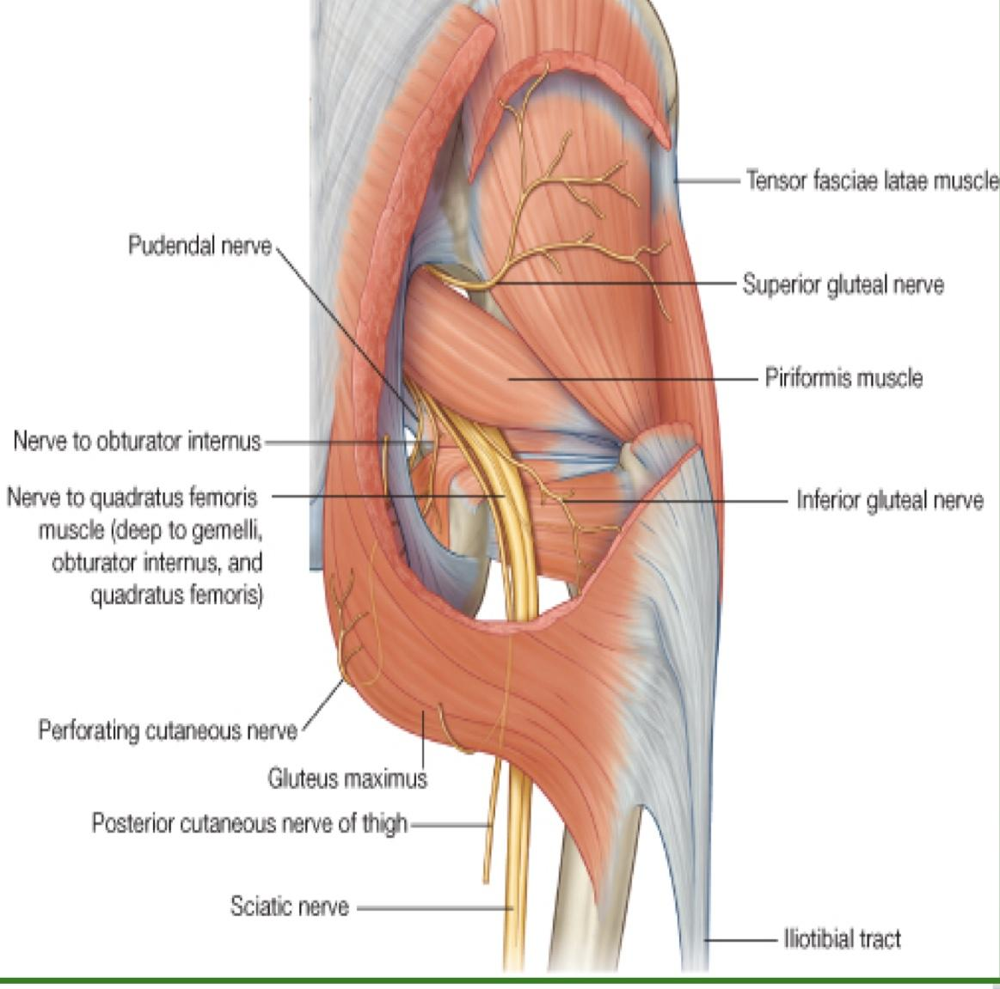 Tensor fasciae latae muscle
Pudendal nerve
Superior gluteal nerve
Piriformis muscle
Nerve to obturator internus
Nerve to quadratus femoris
muscle (deep to gemelli,
obturator internus, and
quadratus femoris)
Inferior gluteal nerve
Perforating cutaneous nerve
Gluteus maximus
Posterior cutaneous nerve of thigh
Sciatic nerve
Iliotibial tract